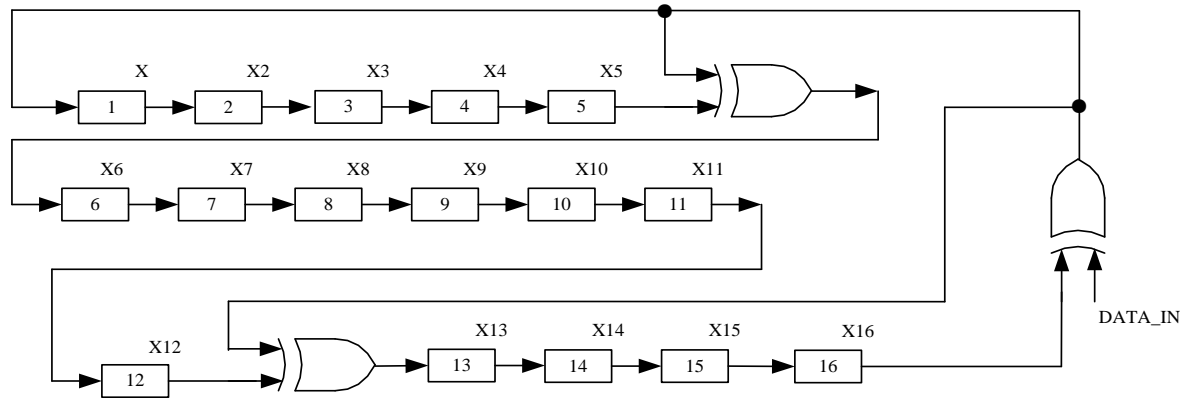 X X2 X3 X4 X5
1 2 3 4 5
X6 X7 X8 X9 X10 X11
6 7 8 9 10 11
DATA_IN
X12 X13 X14 X15 X16
12 13 14 15 16